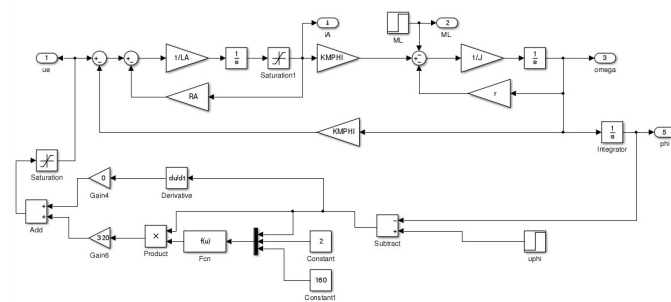 4
iA
ML
2
ML
1
ue
1/LA
1
s
Saturation1
KMPHI
1/J
1
s
3
omega
RA
r
KMPHI
1
s
Integrator
5
phi
Saturation
0
Gain4
du/dt
Derivative
Add
320
Gain6
×
Product
f(u)
Fcn
2
Constant
160
Constant1
Subtract
uphi